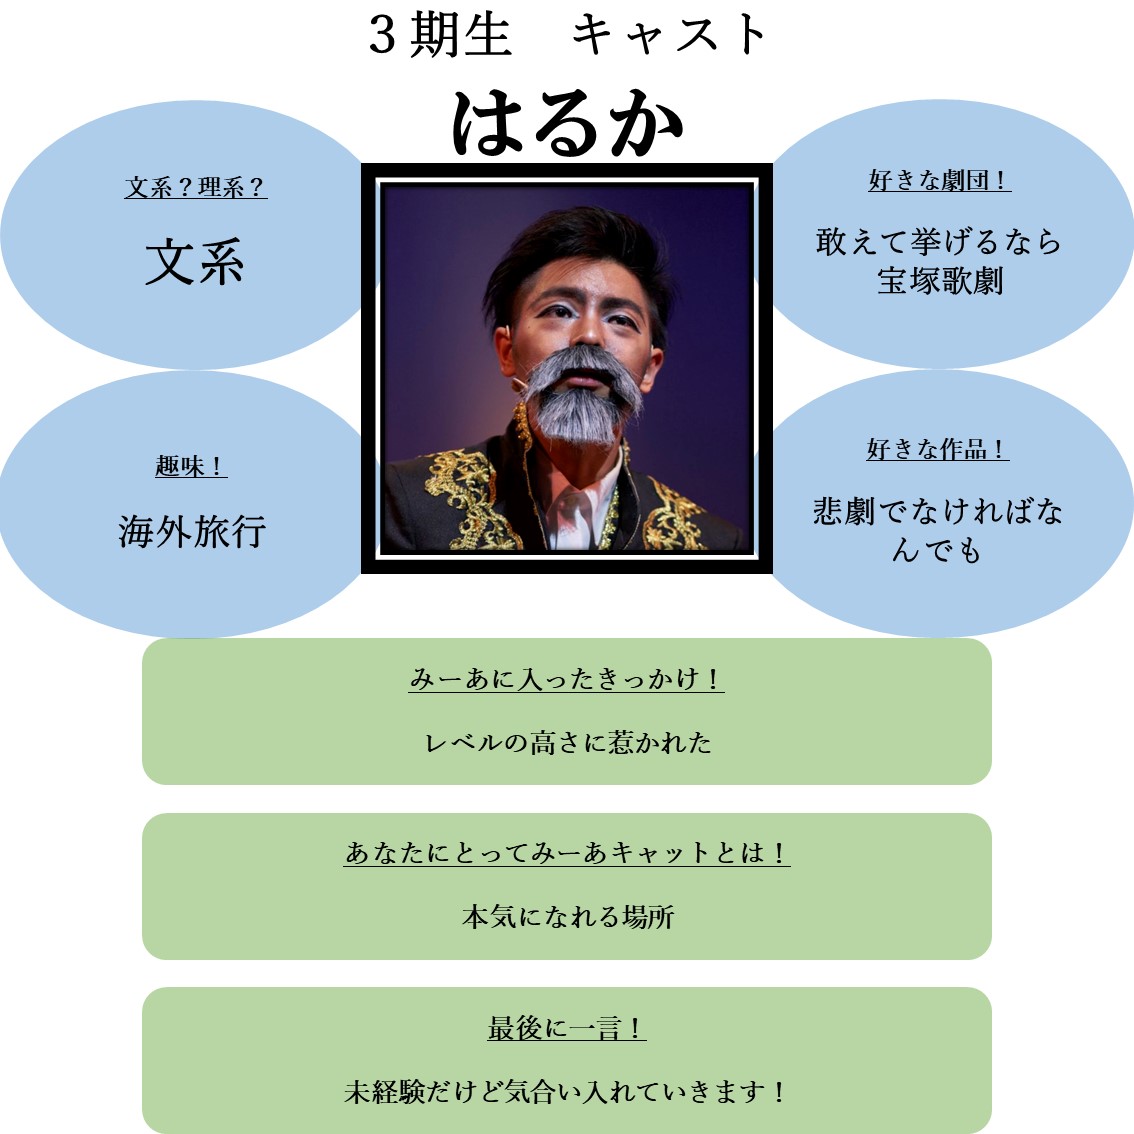 ３期生　キャスト
はるか
文系？理系？
文系
好きな劇団！
敢えて挙げるなら
宝塚歌劇
趣味！
海外旅行
好きな作品！
悲劇でなければな
んでも
みーあに入ったきっかけ！
レベルの高さに惹かれた
あなたにとってみーあキャットとは！
本気になれる場所
最後に一言！
未経験だけど気合い入れていきます！